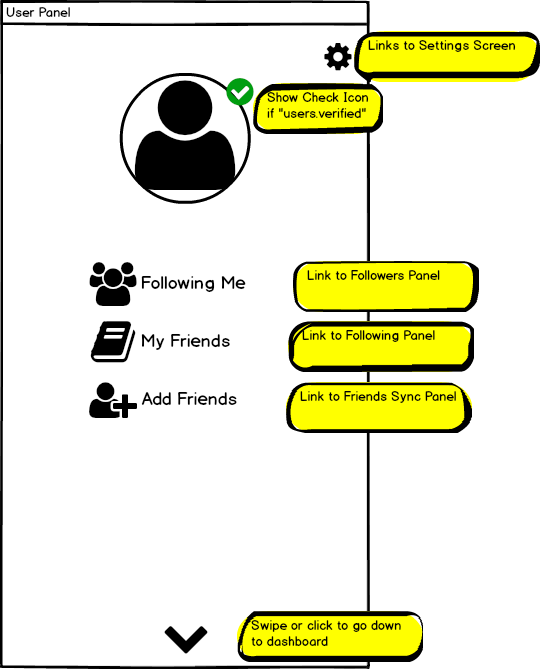 User Panel
Links to Settings Screen
Show Check Icon
if "users.verified"
Following Me
Link to Followers Panel
My Friends
Link to Following Panel
Add Friends
Link to Friends Sync Panel
Swipe or click to go down
to dashboard